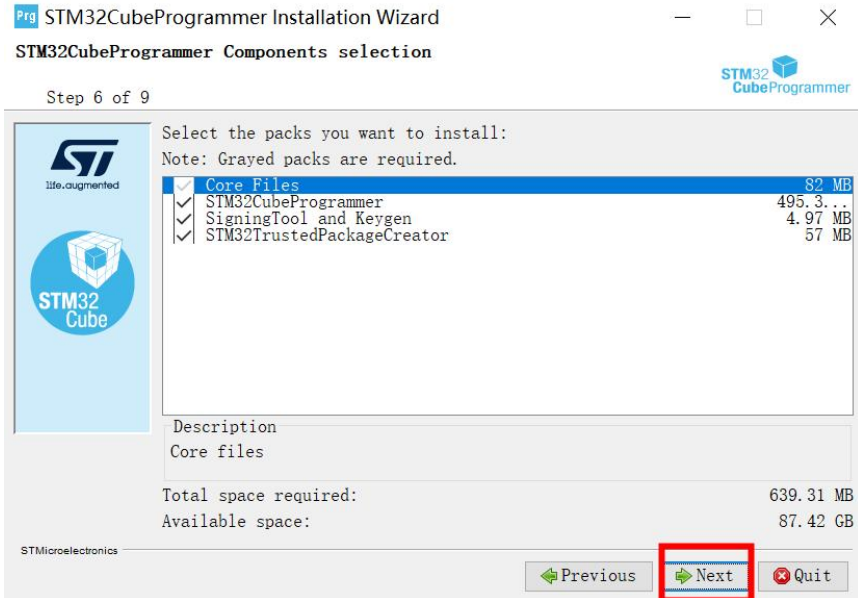 Prg STM32CubeProgrammer Installation Wizard
STM32CubeProgrammer Components selection
Step 6 of 9
STM32
CubeProgrammer
life.augmented
STM32
Cube
Select the packs you want to install:
Note: Grayed packs are required.
Core Files 82 MB
STM32CubeProgrammer 495.3...
SigningTool and Keygen 4.97 MB
STM32TrustedPackageCreator 57 MB
Description
Core files
Total space required: 639.31 MB
Available space: 87.42 GB
STMicroelectronics
Previous Next Quit